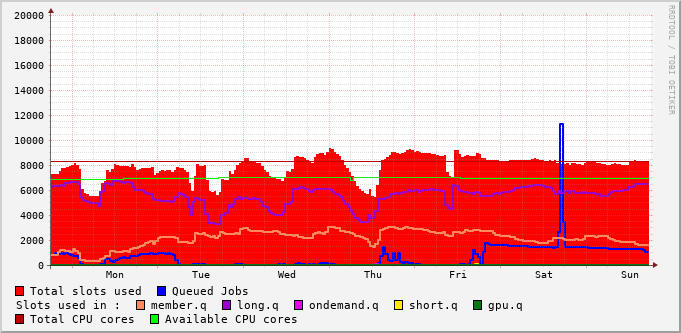 RRDTOOL / TOBI OETIKER
20000
18000
16000
14000
12000
10000
8000
6000
4000
2000
0
Mon Tue Wed Thu Fri Sat Sun
Total slots used Queued Jobs
Slots used in : member.q long.q ondemand.q short.q gpu.q
Total CPU cores Available CPU cores